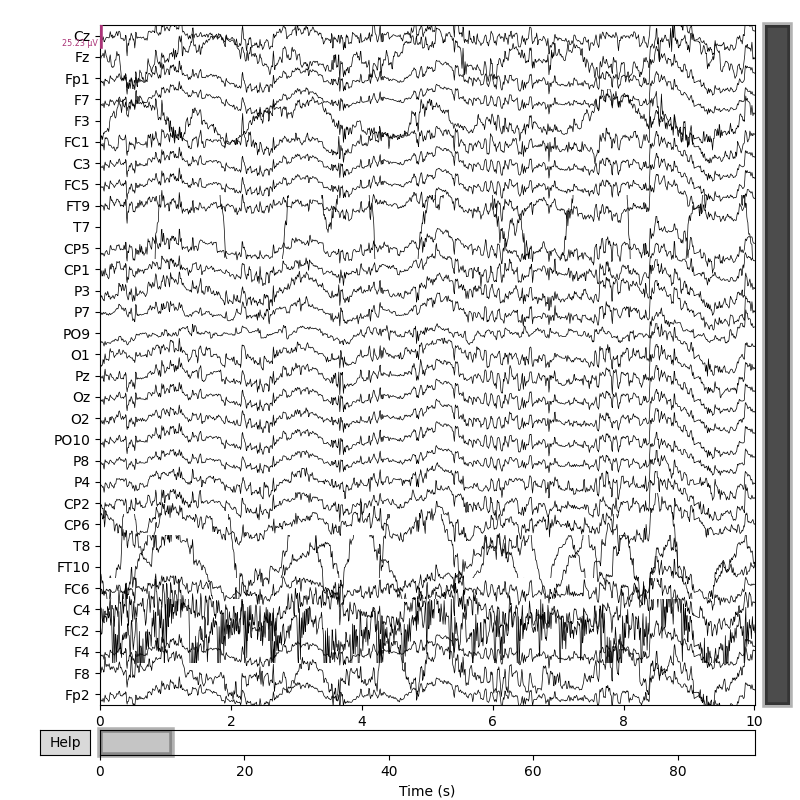 Cz
25.23 µV
Fz
Fp1
F7
F3
FC1
C3
FC5
FT9
T7
CP5
CP1
P3
P7
PO9
O1
Pz
Oz
O2
PO10
P8
P4
CP2
CP6
T8
FT10
FC6
C4
FC2
F4
F8
Fp2
0 2 4 6 8 10
Help
0 20 40 60 80
Time (s)